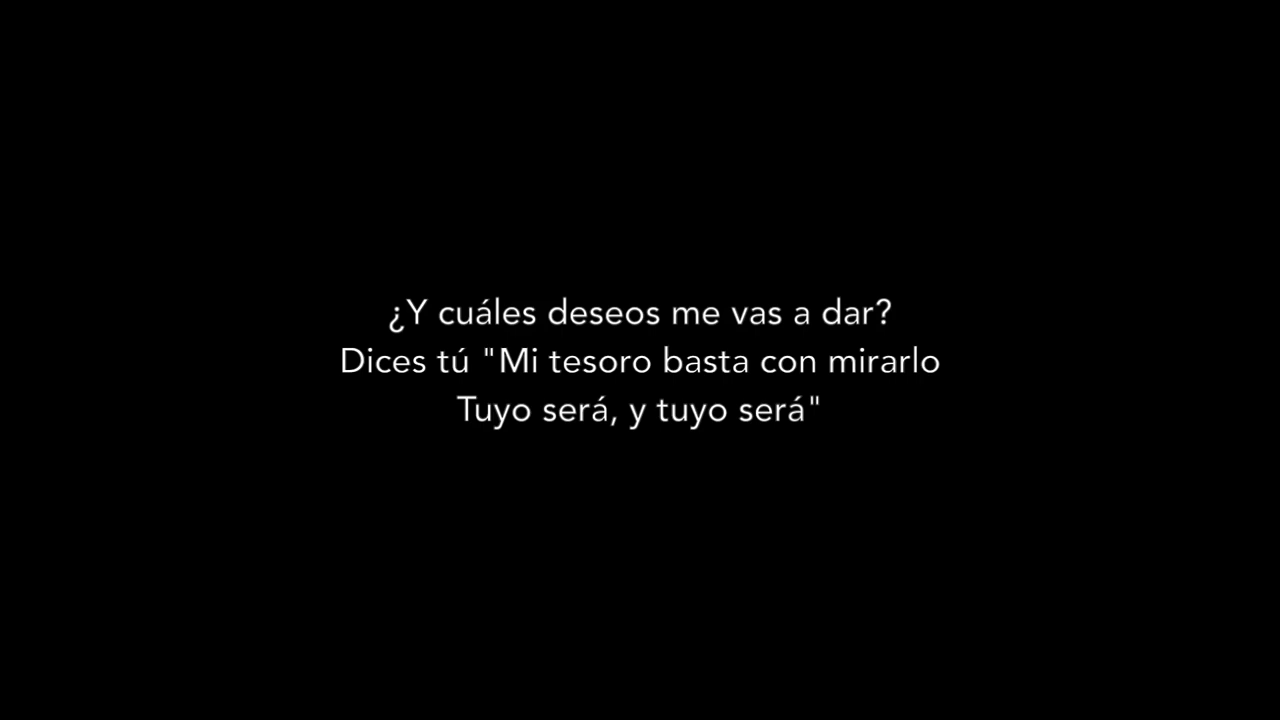 ¿Y cuáles deseos me vas a dar?
Dices tú "Mi tesoro basta con mirarlo
Tuyo será, y tuyo será"